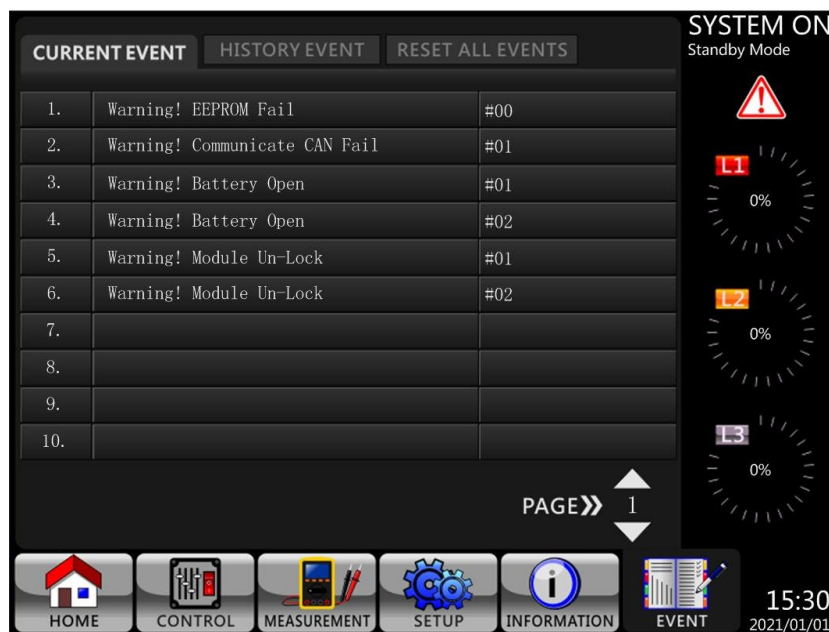 SYSTEM ON
Standby Mode
CURRENT EVENT HISTORY EVENT RESET ALL EVENTS
1. Warning! EEPROM Fail #00
2. Warning! Communicate CAN Fail #01
3. Warning! Battery Open #01
4. Warning! Battery Open #02
5. Warning! Module Un-Lock #01
6. Warning! Module Un-Lock #02
7.
8.
9.
10.
L1
0%
L2
0%
L3
0%
PAGE 1
HOME CONTROL MEASUREMENT SETUP INFORMATION EVENT
15:30
2021/01/01